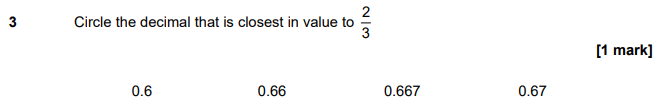 3 Circle the decimal that is closest in value to 2/3
[1 mark]
0.6 0.66 0.667 0.67